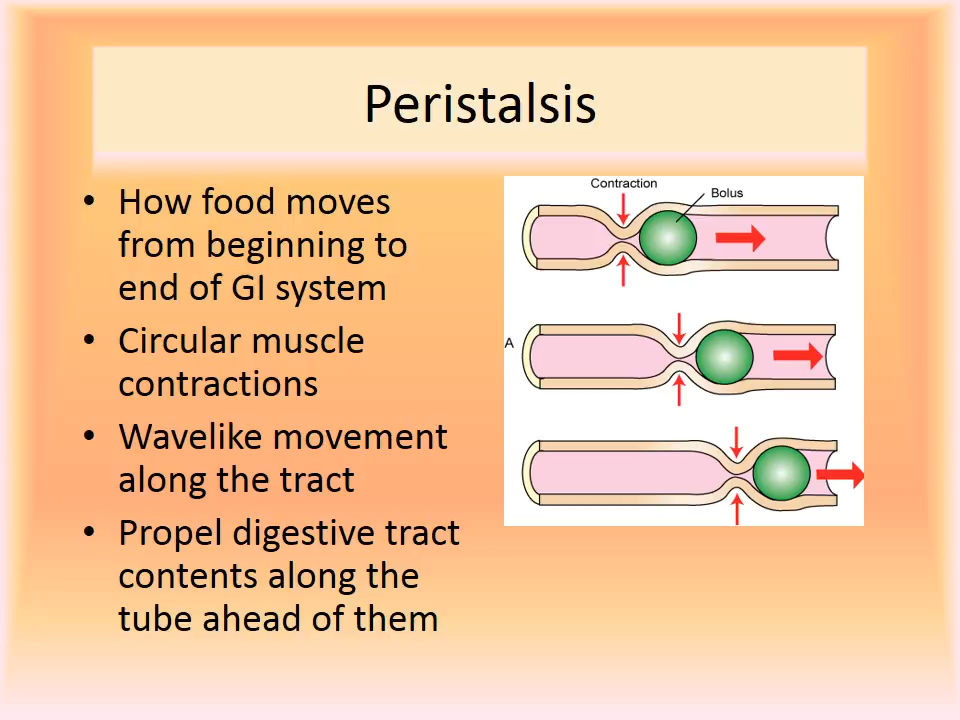 Peristalsis
• How food moves
from beginning to
end of GI system
• Circular muscle
contractions
• Wavelike movement
along the tract
• Propel digestive tract
contents along the
tube ahead of them
Contraction
Bolus
A